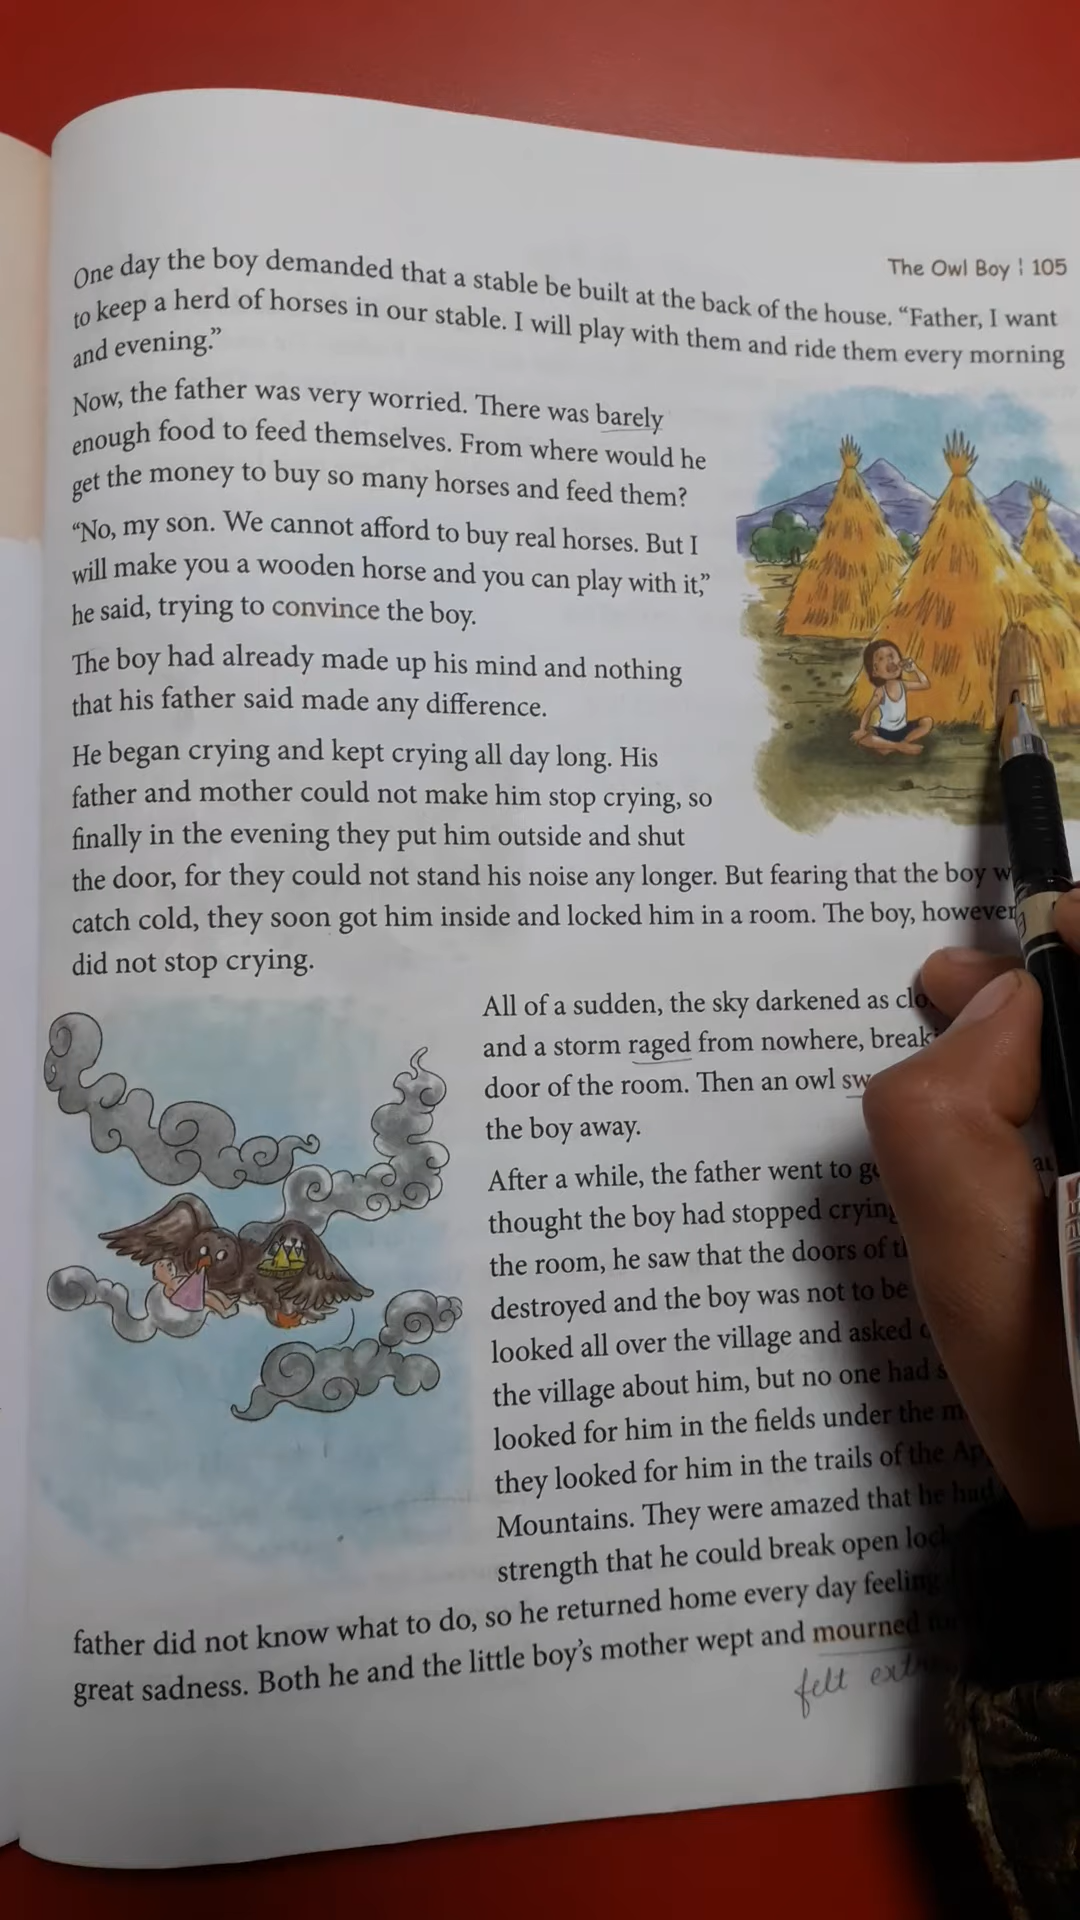 The Owl Boy | 105
One day the boy demanded that a stable be built at the back of the house. “Father, I want
to keep a herd of horses in our stable. I will play with them and ride them every morning
and evening.”
Now, the father was very worried. There was barely
enough food to feed themselves. From where would he
get the money to buy so many horses and feed them?
“No, my son. We cannot afford to buy real horses. But I
will make you a wooden horse and you can play with it,”
he said, trying to convince the boy.
The boy had already made up his mind and nothing
that his father said made any difference.
He began crying and kept crying all day long. His
father and mother could not make him stop crying, so
finally in the evening they put him outside and shut
the door, for they could not stand his noise any longer. But fearing that the boy
catch cold, they soon got him inside and locked him in a room. The boy, however
did not stop crying.
All of a sudden, the sky darkened as
and a storm raged from nowhere,
door of the room. Then an owl
the boy away.
After a while, the father went to
thought the boy had stopped crying
the room, he saw that the doors of
destroyed and the boy was not to be
looked all over the village and asked
the village about him, but no one had
looked for him in the fields under the
they looked for him in the trails of the
Mountains. They were amazed that he had
strength that he could break open
father did not know what to do, so he returned home every day feeling
great sadness. Both he and the little boy’s mother wept and mourned
felt